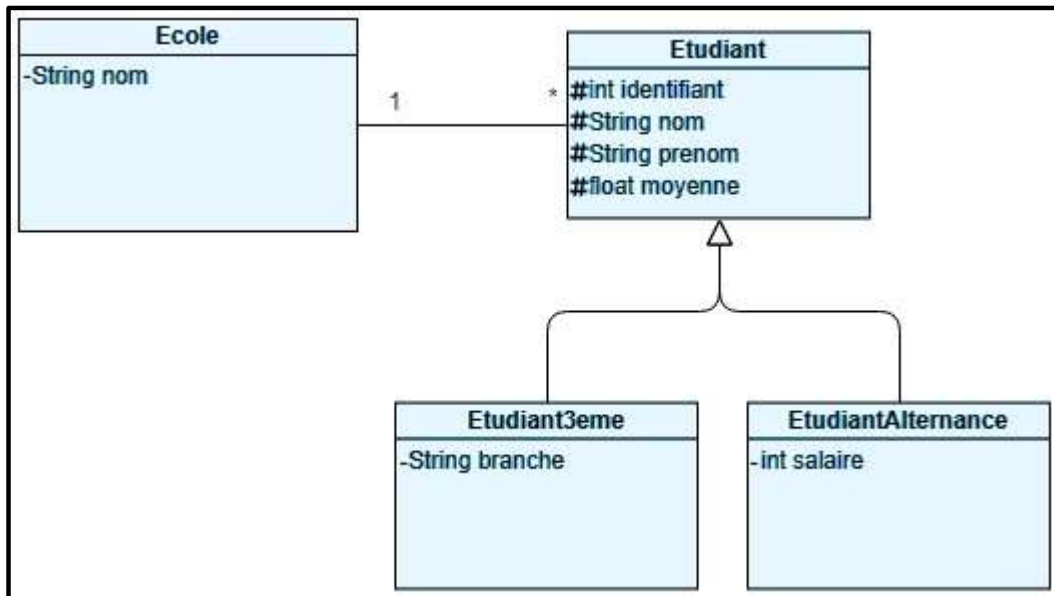 Ecole
-String nom
1
*
Etudiant
#int identifiant
#String nom
#String prenom
#float moyenne
Etudiant3eme
-String branche
EtudiantAlternance
-int salaire